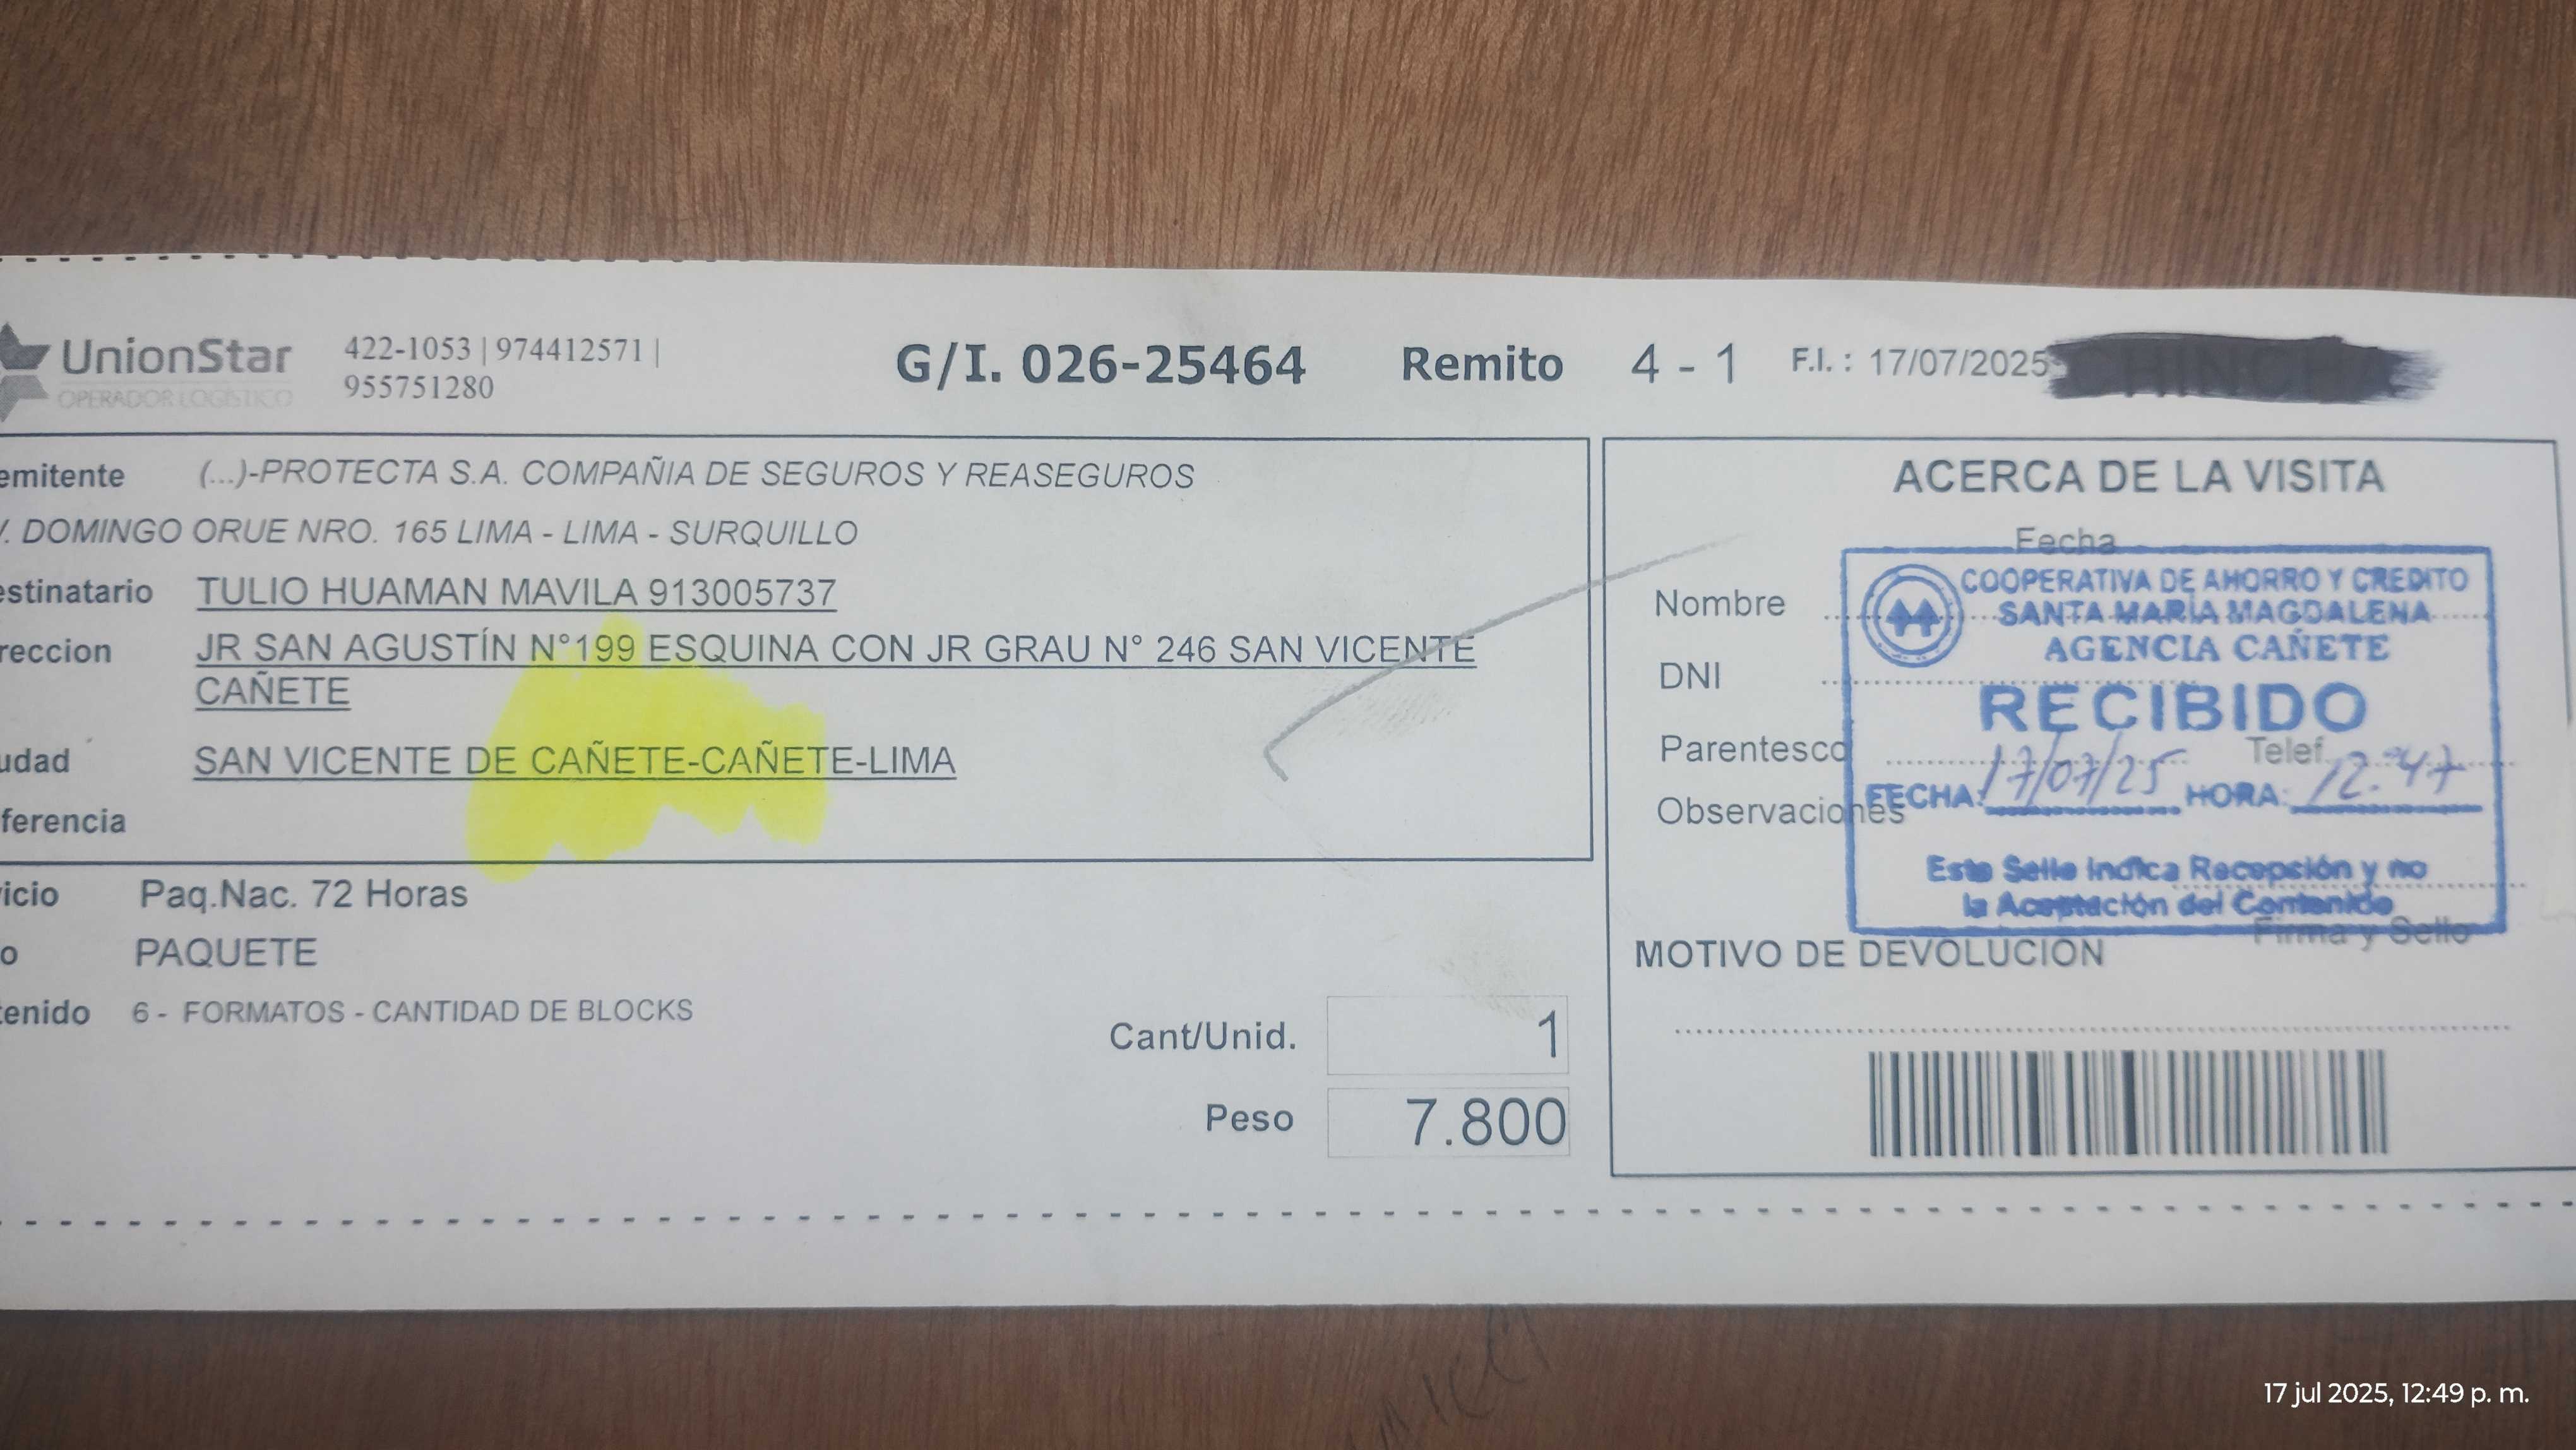 UnionStar
OPERADOR LOGISTICO
422-1053 | 974412571 |
955751280
G/I. 026-25464 Remito 4 - 1 F.I. : 17/07/2025
emitente (...)-PROTECTA S.A. COMPAÑIA DE SEGUROS Y REASEGUROS
. DOMINGO ORUE NRO. 165 LIMA - LIMA - SURQUILLO
estinatario TULIO HUAMAN MAVILA 913005737
reccion JR SAN AGUSTÍN N°199 ESQUINA CON JR GRAU N° 246 SAN VICENTE
CAÑETE
udad SAN VICENTE DE CAÑETE-CAÑETE-LIMA
ferencia
icio Paq.Nac. 72 Horas
o PAQUETE
tenido 6 - FORMATOS - CANTIDAD DE BLOCKS
Cant/Unid. 1
Peso 7.800
ACERCA DE LA VISITA
Fecha
Nombre
DNI
Parentesco
Telef.
Observaciones
Firma y Sello
COOPERATIVA DE AHORRO Y CREDITO
SANTA MARÍA MAGDALENA
AGENCIA CAÑETE
RECIBIDO
FECHA: 17/07/25 HORA: 12:47
Este Sello Indica Recepsión y no
la Aceptación del Contenido
MOTIVO DE DEVOLUCION
17 jul 2025, 12:49 p. m.